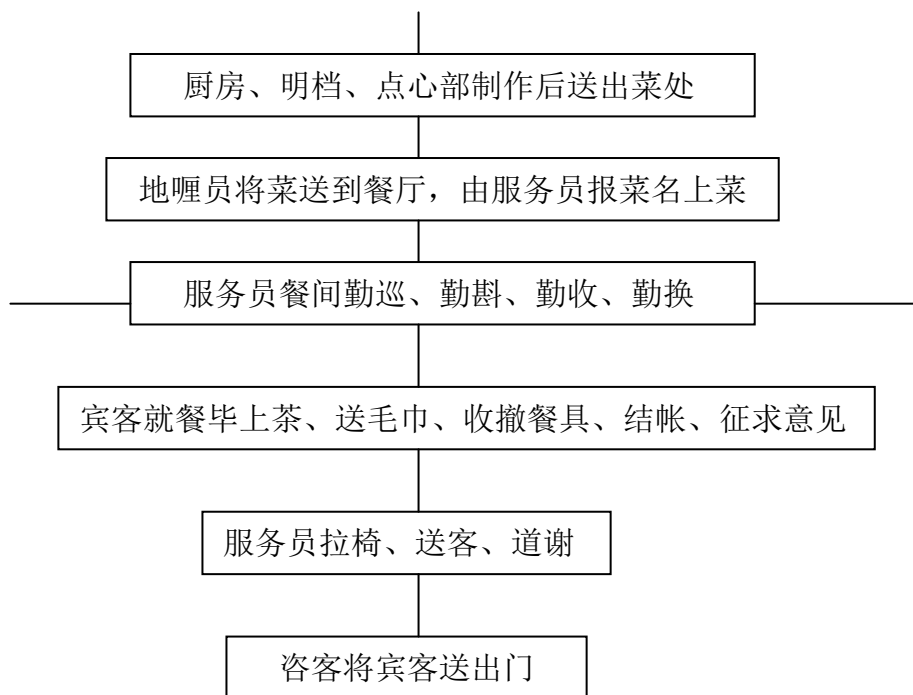 厨房、明档、点心部制作后送出菜处
地喱员将菜送到餐厅，由服务员报菜名上菜
服务员餐间勤巡、勤斟、勤收、勤换
宾客就餐毕上茶、送毛巾、收撤餐具、结帐、征求意见
服务员拉椅、送客、道谢
咨客将宾客送出门